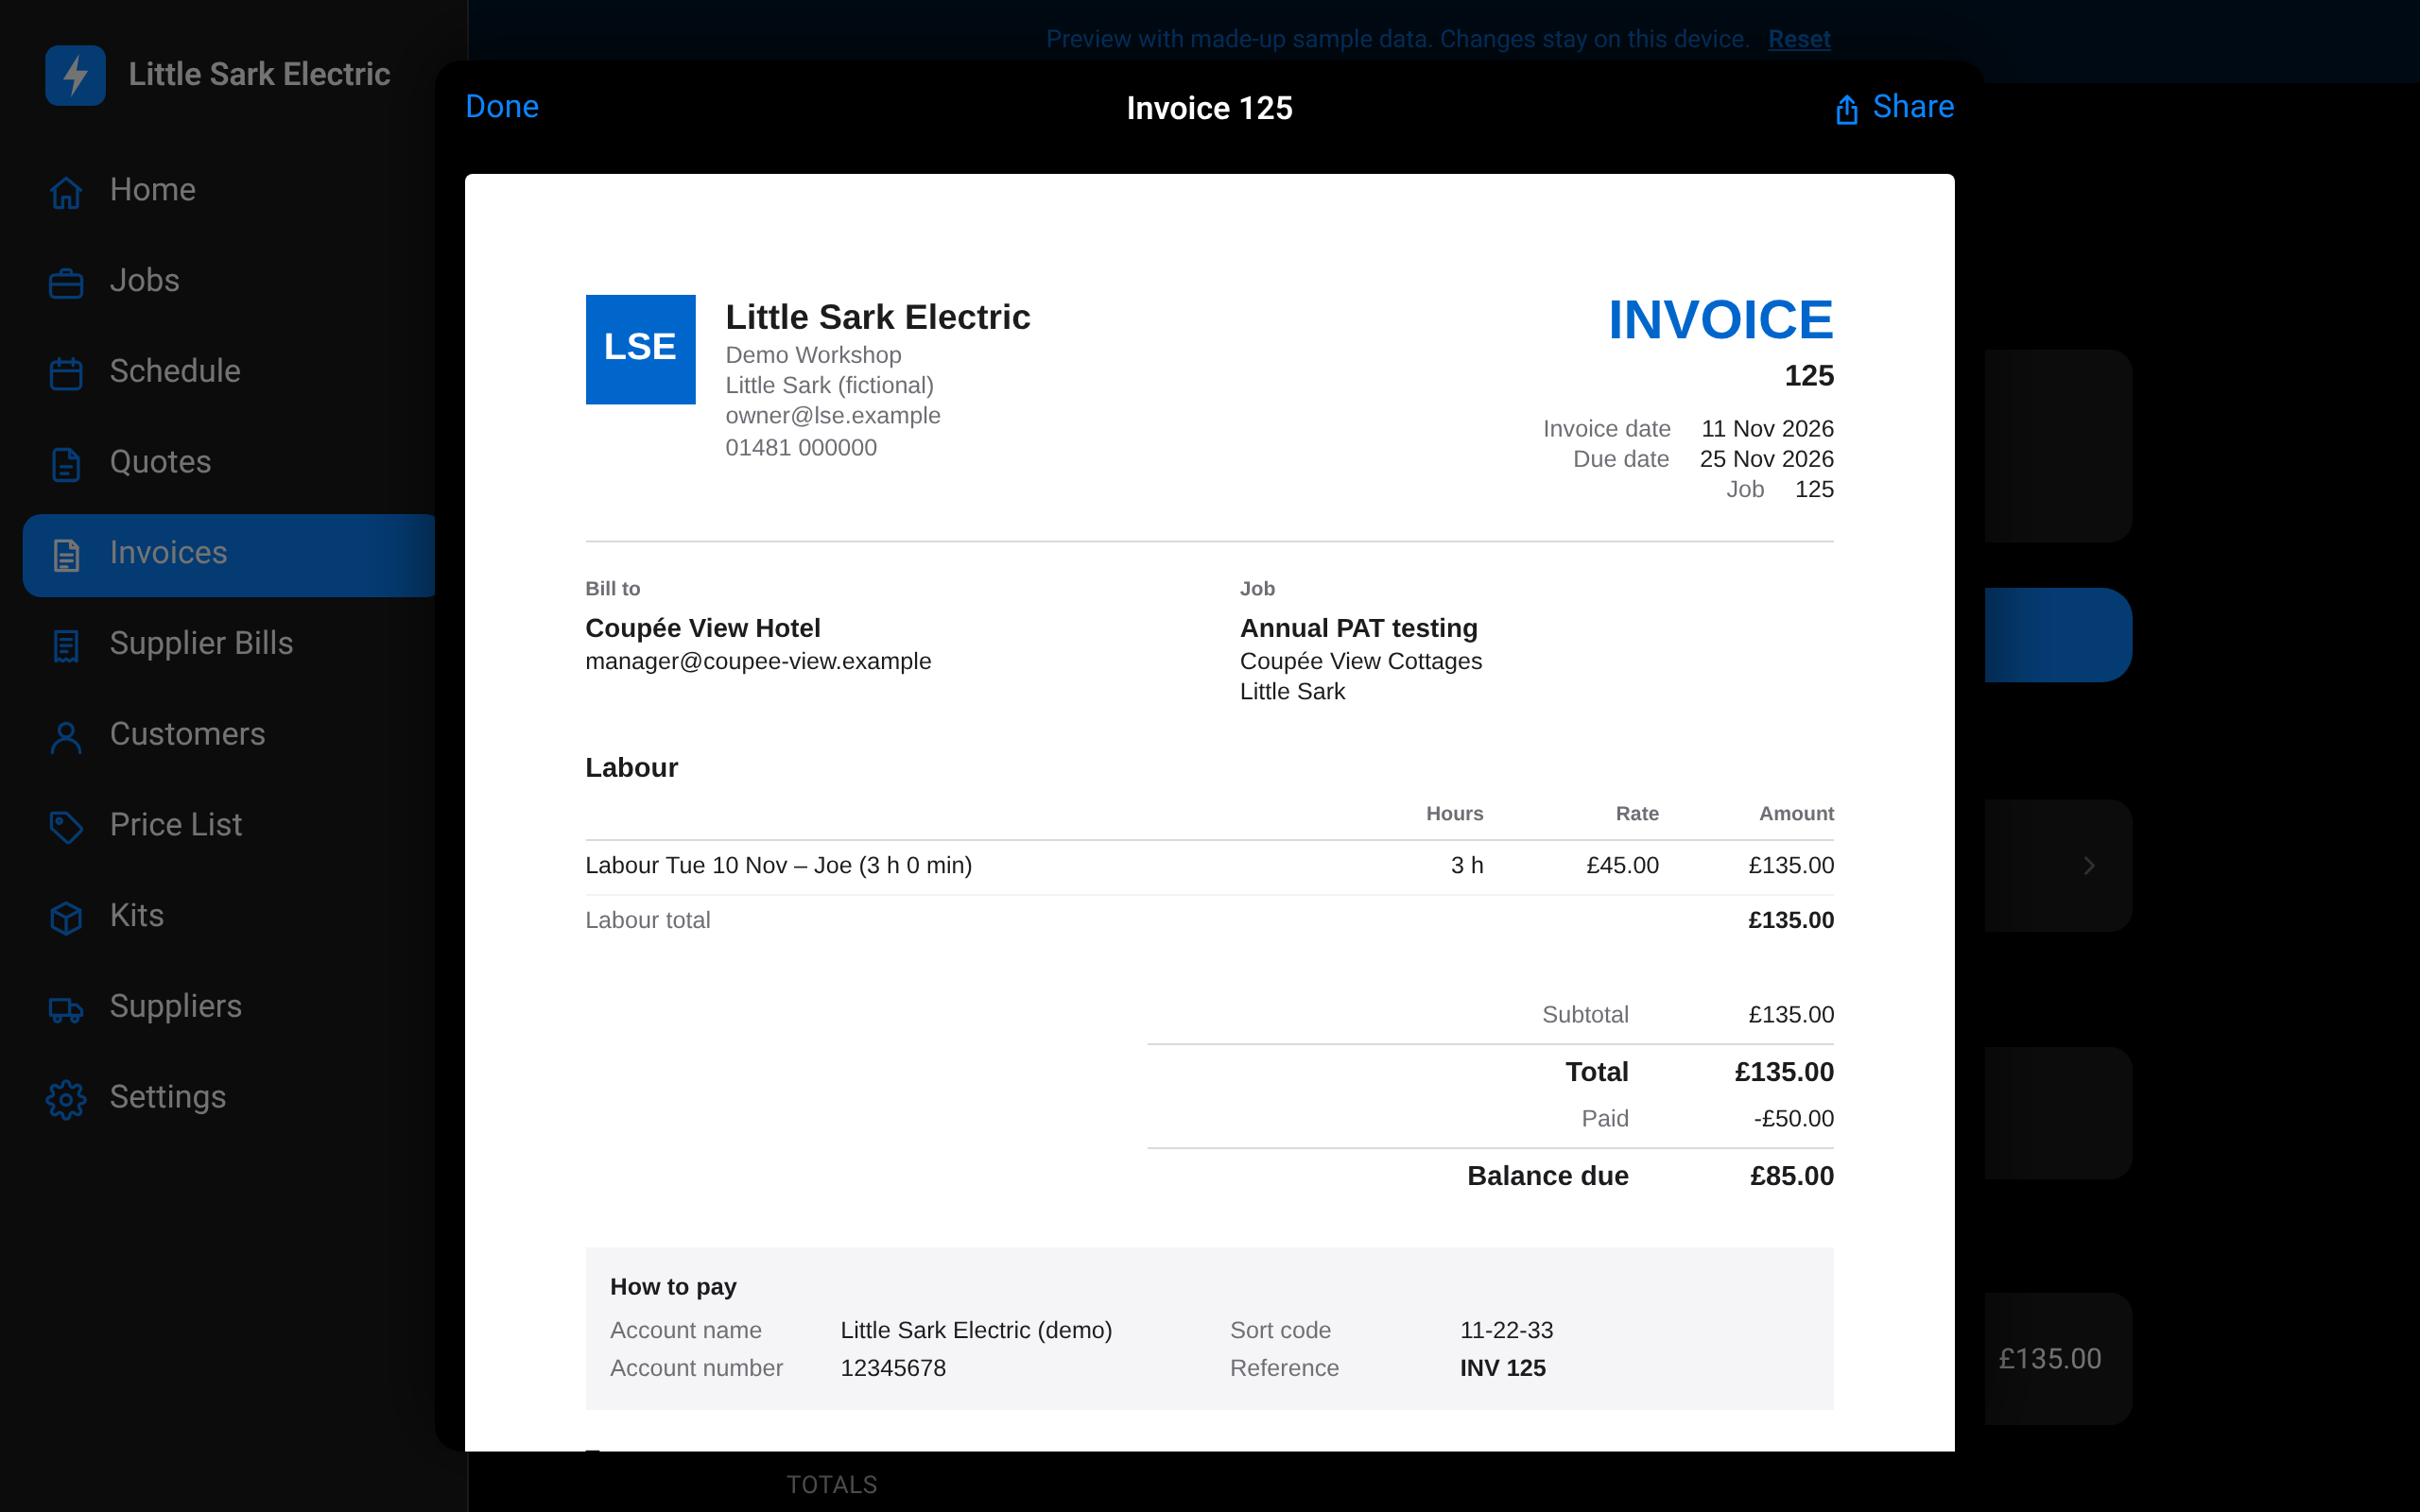 Little Sark Electric
Home
Jobs
Schedule
Quotes
Invoices
Supplier Bills
Customers
Price List
Kits
Suppliers
Settings
Preview with made-up sample data. Changes stay on this device. Reset
Done
Invoice 125
Share
LSE
Little Sark Electric
Demo Workshop
Little Sark (fictional)
owner@lse.example
01481 000000
INVOICE
125
Invoice date 11 Nov 2026
Due date 25 Nov 2026
Job 125
Bill to
Coupée View Hotel
manager@coupee-view.example
Job
Annual PAT testing
Coupée View Cottages
Little Sark
Labour
Hours Rate Amount
Labour Tue 10 Nov – Joe (3 h 0 min) 3 h £45.00 £135.00
Labour total £135.00
Subtotal £135.00
Total £135.00
Paid -£50.00
Balance due £85.00
How to pay
Account name Little Sark Electric (demo) Sort code 11-22-33
Account number 12345678 Reference INV 125
£135.00
TOTALS